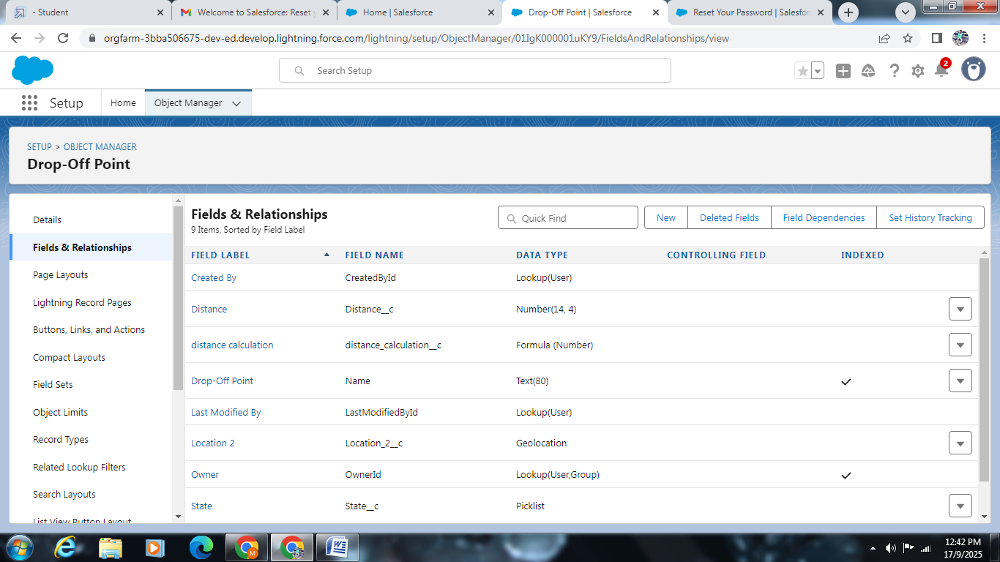 - Student
Welcome to Salesforce: Reset y
Home | Salesforce
Drop-Off Point | Salesforce
Reset Your Password | Salesfor
orgfarm-3bba506675-dev-ed.develop.lightning.force.com/lightning/setup/ObjectManager/01IgK000001uKY9/FieldsAndRelationships/view
Search Setup
2
Setup
Home
Object Manager
SETUP > OBJECT MANAGER
Drop-Off Point
Details
Fields & Relationships
Page Layouts
Lightning Record Pages
Buttons, Links, and Actions
Compact Layouts
Field Sets
Object Limits
Record Types
Related Lookup Filters
Search Layouts
List View Button Layout
Fields & Relationships
9 Items, Sorted by Field Label
Quick Find
New
Deleted Fields
Field Dependencies
Set History Tracking
FIELD LABEL FIELD NAME DATA TYPE CONTROLLING FIELD INDEXED
Created By CreatedById Lookup(User)
Distance Distance__c Number(14, 4)
distance calculation distance_calculation__c Formula (Number)
Drop-Off Point Name Text(80)
Last Modified By LastModifiedById Lookup(User)
Location 2 Location_2__c Geolocation
Owner OwnerId Lookup(User,Group)
State State__c Picklist
M
12:42 PM
17/9/2025